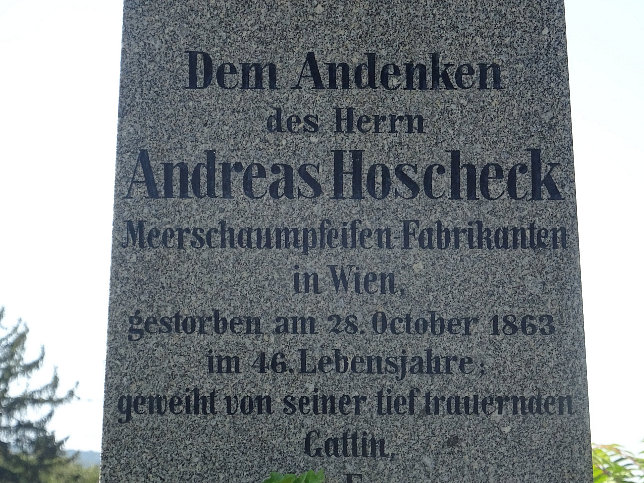 Dem Andenken
des Herrn
Andreas Hoscheck
Meerschaumpfeifen Fabrikanten
in Wien,
gestorben am 28. October 1863
im 46. Lebensjahre;
geweiht von seiner tief trauernden
Gattin,